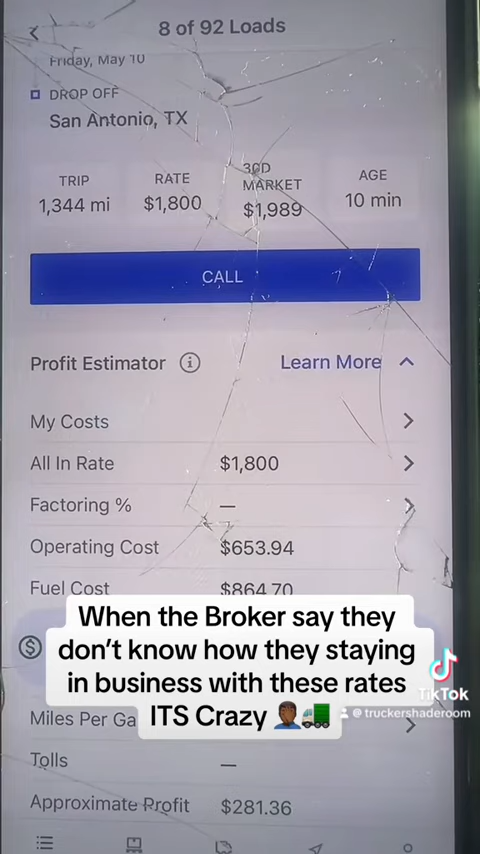 8 of 92 Loads
Friday, May 10
DROP OFF
San Antonio, TX
TRIP
1,344 mi
RATE
$1,800
30D
MARKET
$1,989
AGE
10 min
CALL
Profit Estimator
Learn More
My Costs
All In Rate $1,800
Factoring % —
Operating Cost $653.94
Fuel Cost $864.70
When the Broker say they
don’t know how they staying
in business with these rates
ITS Crazy 🤦🏾‍♂️🚛
TikTok
@truckershaderoom
Miles Per Ga
Tolls —
Approximate Profit $281.36